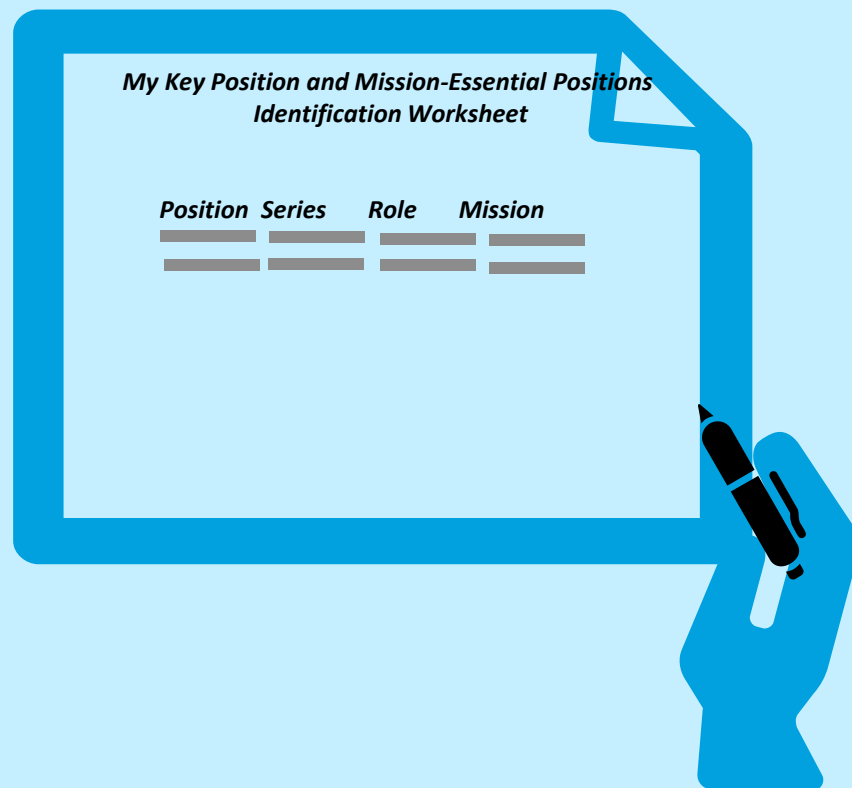 My Key Position and Mission-Essential Positions
Identification Worksheet
Position Series Role Mission